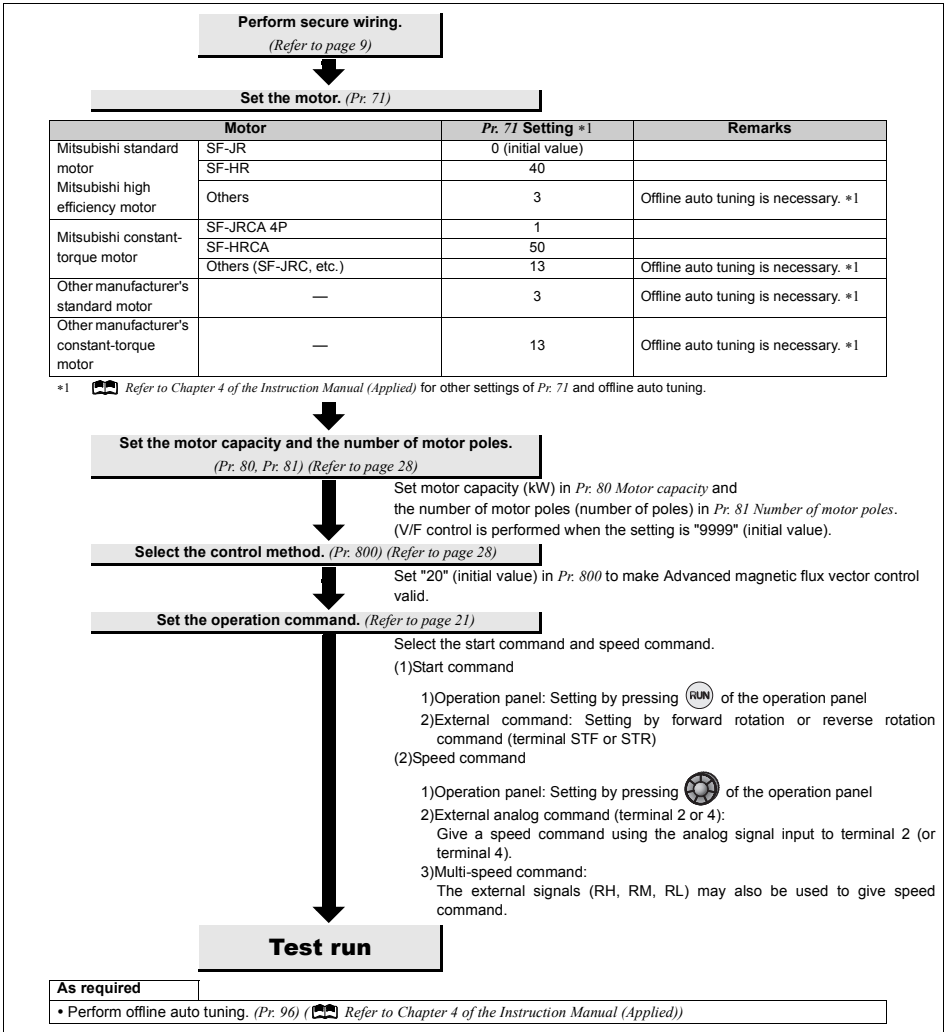 Perform secure wiring.
(Refer to page 9)
Set the motor. (Pr. 71)
Motor Pr. 71 Setting *1 Remarks
Mitsubishi standard motor Mitsubishi high efficiency motor SF-JR 0 (initial value)
SF-HR 40
Others 3 Offline auto tuning is necessary. *1
Mitsubishi constant-torque motor SF-JRCA 4P 1
SF-HRCA 50
Others (SF-JRC, etc.) 13 Offline auto tuning is necessary. *1
Other manufacturer's standard motor — 3 Offline auto tuning is necessary. *1
Other manufacturer's constant-torque motor — 13 Offline auto tuning is necessary. *1
*1 Refer to Chapter 4 of the Instruction Manual (Applied) for other settings of Pr. 71 and offline auto tuning.
Set the motor capacity and the number of motor poles.
(Pr. 80, Pr. 81) (Refer to page 28)
Set motor capacity (kW) in Pr. 80 Motor capacity and
the number of motor poles (number of poles) in Pr. 81 Number of motor poles.
(V/F control is performed when the setting is "9999" (initial value).
Select the control method. (Pr. 800) (Refer to page 28)
Set "20" (initial value) in Pr. 800 to make Advanced magnetic flux vector control
valid.
Set the operation command. (Refer to page 21)
Select the start command and speed command.
(1)Start command
1)Operation panel: Setting by pressing RUN of the operation panel
2)External command: Setting by forward rotation or reverse rotation
command (terminal STF or STR)
(2)Speed command
1)Operation panel: Setting by pressing of the operation panel
2)External analog command (terminal 2 or 4):
Give a speed command using the analog signal input to terminal 2 (or
terminal 4).
3)Multi-speed command:
The external signals (RH, RM, RL) may also be used to give speed
command.
Test run
As required
• Perform offline auto tuning. (Pr. 96) ( Refer to Chapter 4 of the Instruction Manual (Applied))